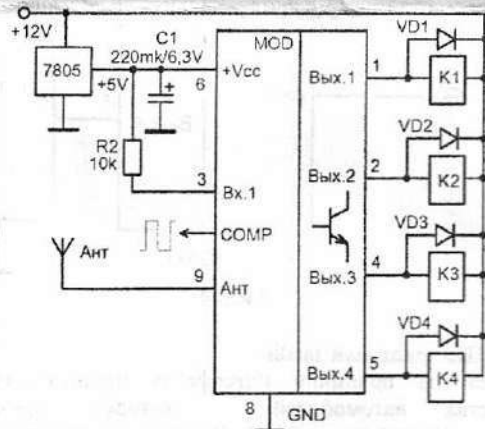 +12V
7805
+5V
C1
220mk/6,3V
6
+Vcc
MOD
R2
10k
3
Вх.1
COMP
Ант
9
Ант
8
GND
Вых.1
1
VD1
K1
Вых.2
2
VD2
K2
Вых.3
4
VD3
K3
Вых.4
5
VD4
K4